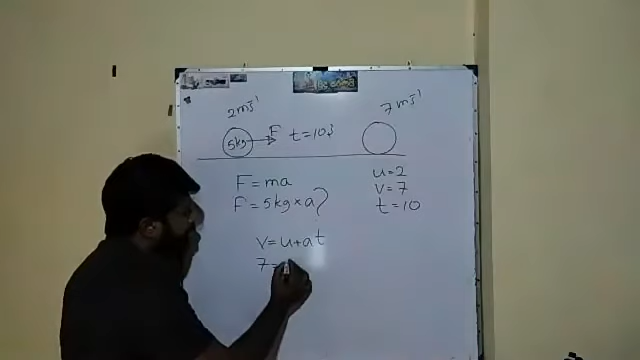 2ms⁻¹
7ms⁻¹
5kg F t=10s
F=ma
F=5kg×a?
u=2
v=7
t=10
v=u+at
7=